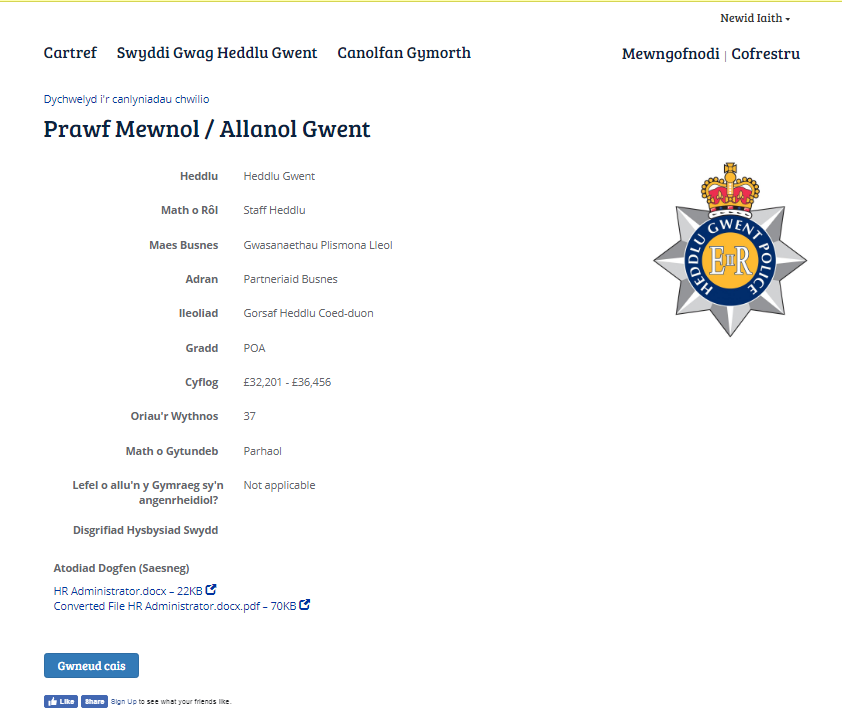 Newid Iaith
Cartref Swyddi Gwag Heddlu Gwent Canolfan Gymorth Mewngofnodi | Cofrestru
Dychwelyd i'r canlyniadau chwilio
Prawf Mewnol / Allanol Gwent
Heddlu Heddlu Gwent
Math o Rôl Staff Heddlu
Maes Busnes Gwasanaethau Plismona Lleol
Adran Partneriaid Busnes
lleoliad Gorsaf Heddlu Coed-duon
Gradd POA
Cyflog £32,201 - £36,456
Oriau'r Wythnos 37
Math o Gytundeb Parhaol
Lefel o allu'n y Gymraeg sy'n angenrheidiol? Not applicable
Disgrifiad Hysbysiad Swydd
Atodiad Dogfen (Saesneg)
HR Administrator.docx – 22KB
Converted File HR Administrator.docx.pdf – 70KB
Gwneud cais
Like Share Sign Up to see what your friends like.
HEDDLU GWENT POLICE
EIIR